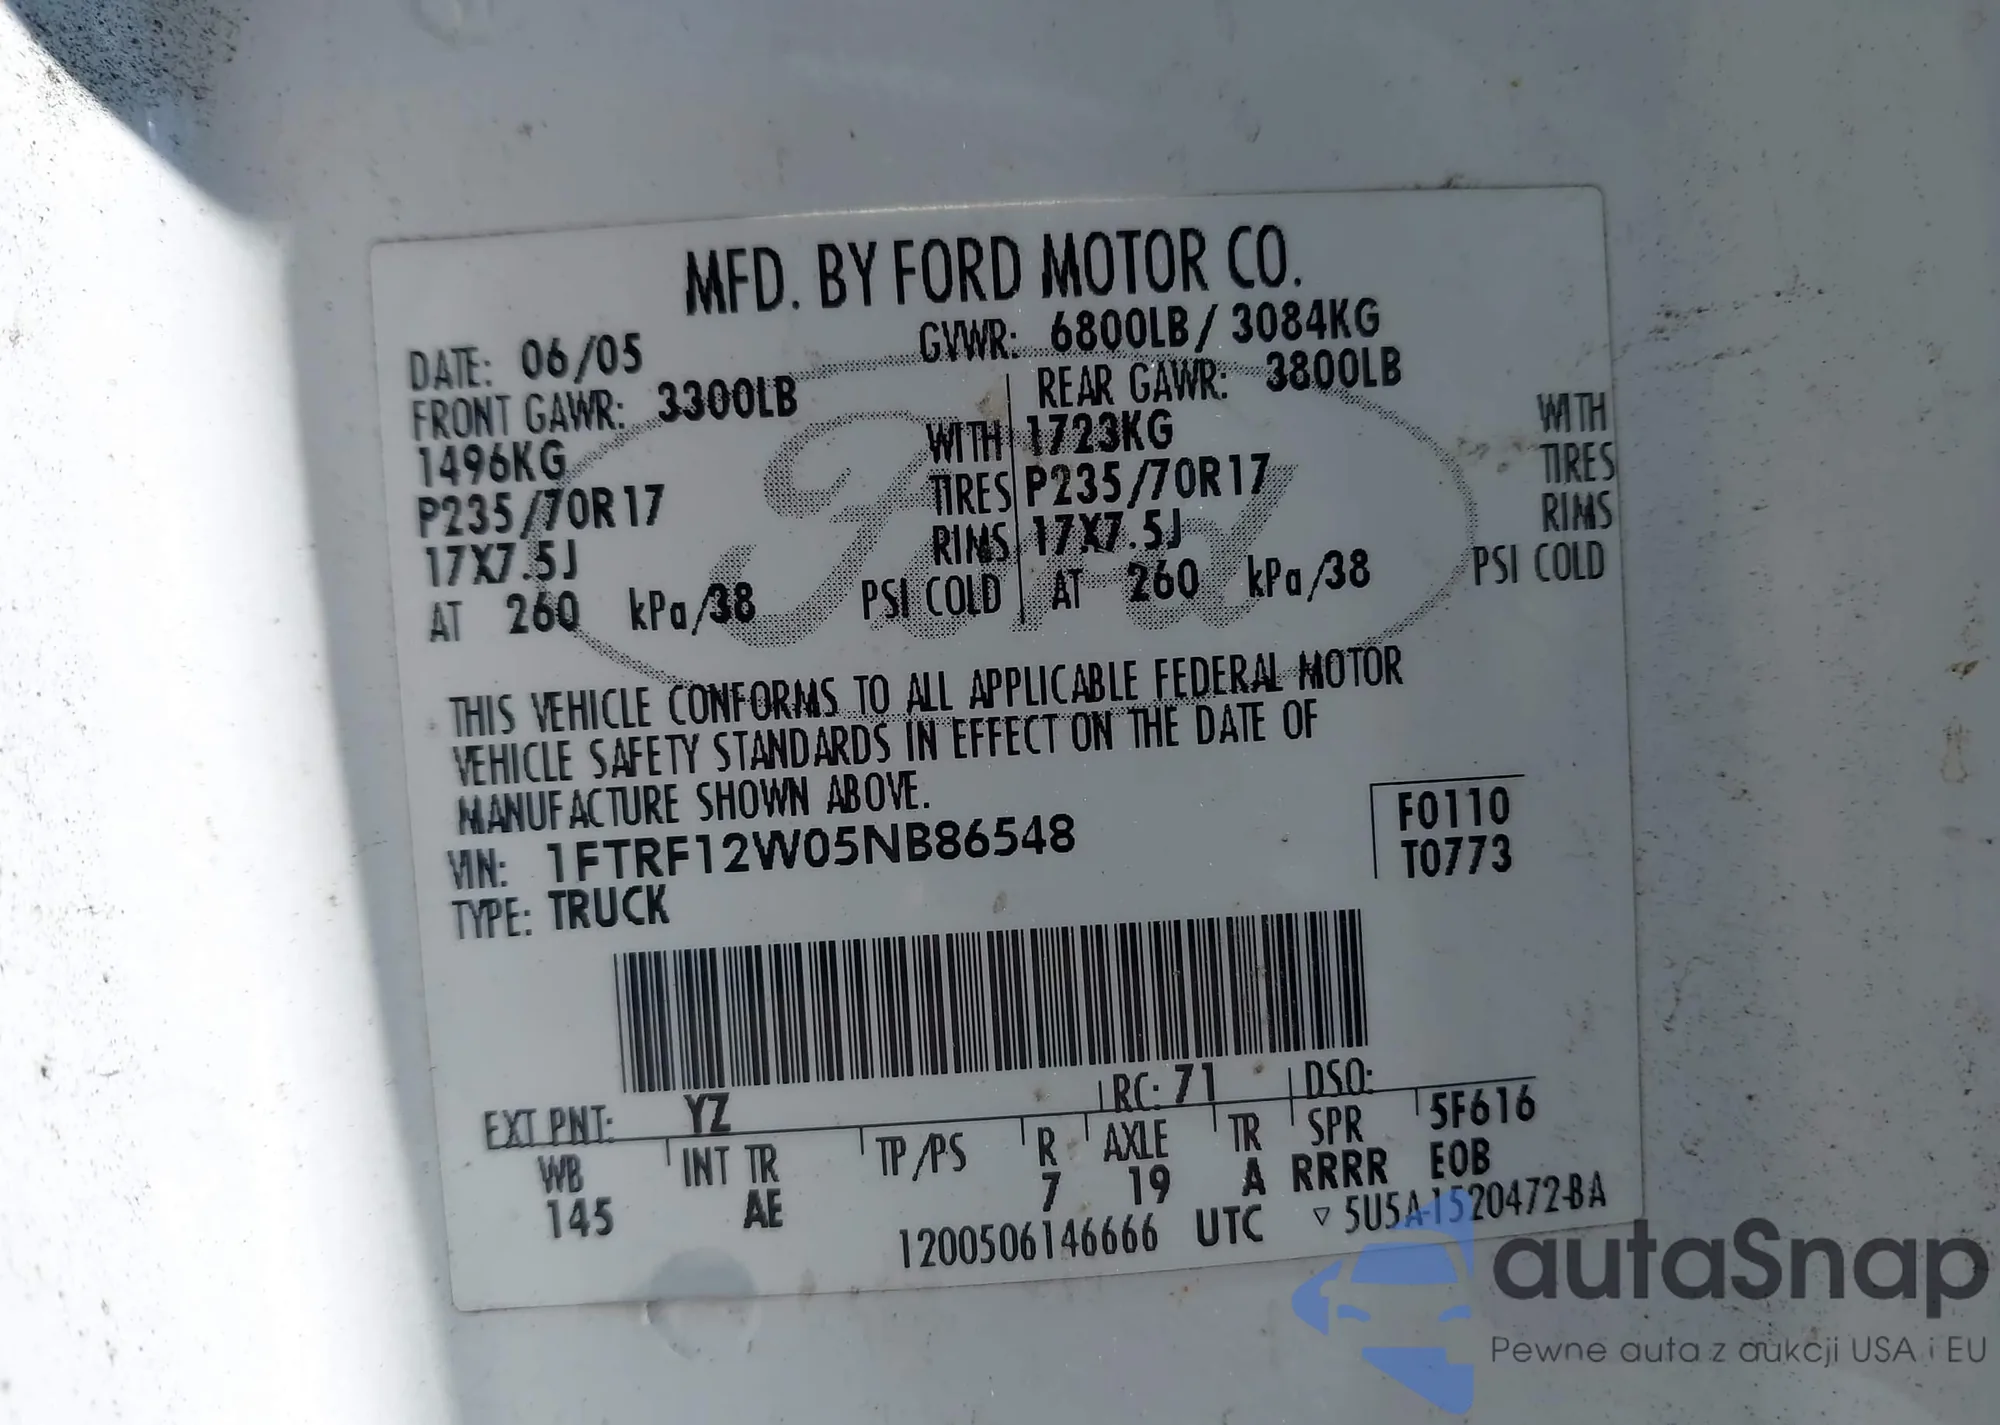 MFD. BY FORD MOTOR CO.
DATE: 06/05 GVWR: 6800LB / 3084KG
FRONT GAWR: 3300LB REAR GAWR: 3800LB
1496KG WITH 1723KG WITH
P235/70R17 TIRES P235/70R17 TIRES
17X7.5J RIMS 17X7.5J RIMS
AT 260 kPa/38 PSI COLD AT 260 kPa/38 PSI COLD
Ford
THIS VEHICLE CONFORMS TO ALL APPLICABLE FEDERAL MOTOR
VEHICLE SAFETY STANDARDS IN EFFECT ON THE DATE OF
MANUFACTURE SHOWN ABOVE.
VIN: 1FTRF12W05NB86548
TYPE: TRUCK
F0110
T0773
EXT PNT: YZ RC: 71 DSO:
WB INT TR TP/PS R AXLE TR SPR 5F616
145 AE 7 19 A RRRR EOB
1200506146666 UTC ▽ 5U5A-1520472-BA
autaSnap
Pewne auta z aukcji USA i EU